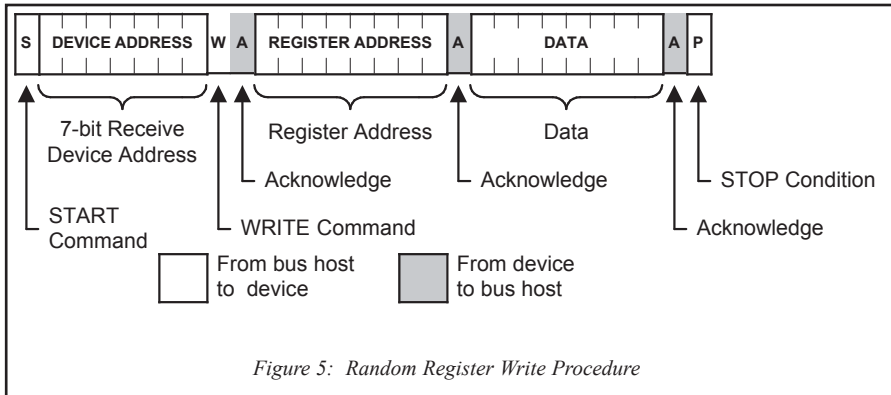 S DEVICE ADDRESS W A REGISTER ADDRESS A DATA A P
7-bit Receive
Device Address
Register Address
Data
Acknowledge
Acknowledge
STOP Condition
START
Command
WRITE Command
Acknowledge
From bus host
to device
From device
to bus host
Figure 5: Random Register Write Procedure